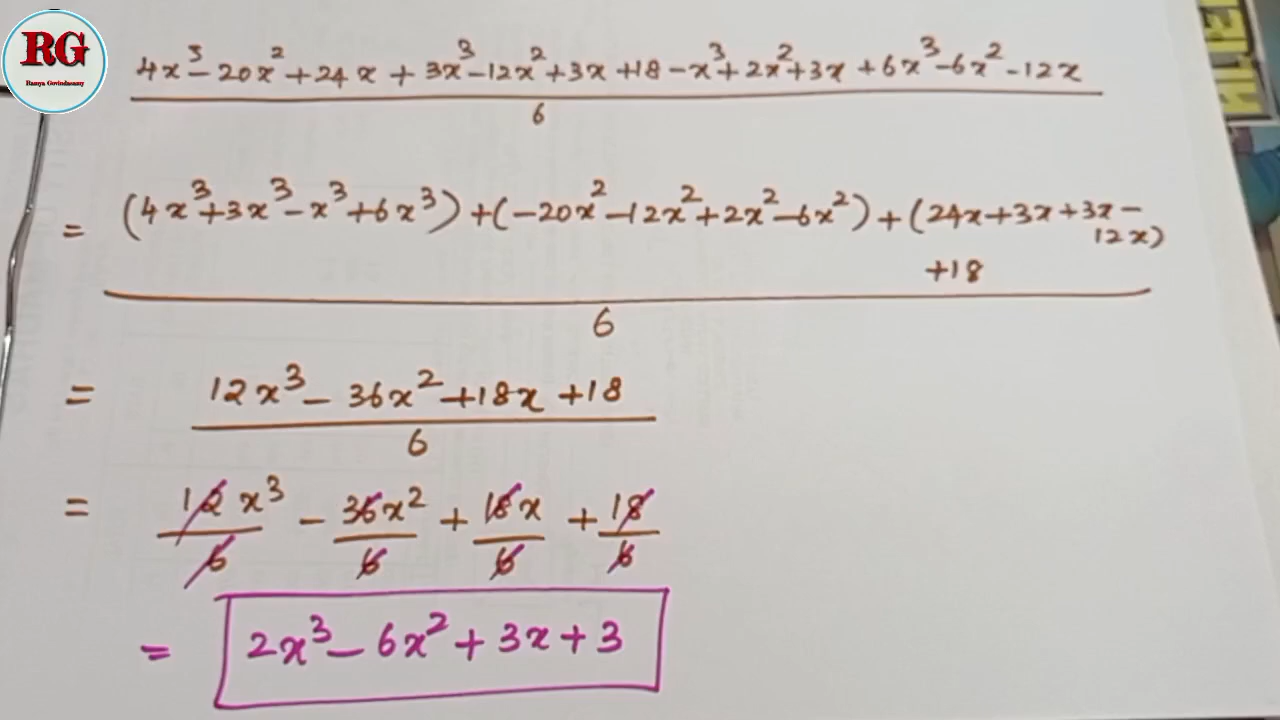 RG
Ramya Govindasamy
4x³ - 20x² + 24x + 3x³ - 12x² + 3x + 18 - x³ + 2x² + 3x + 6x³ - 6x² - 12x
6
= (4x³ + 3x³ - x³ + 6x³) + (-20x² - 12x² + 2x² - 6x²) + (24x + 3x + 3x -
12x)
+18
6
= 12x³ - 36x² + 18x + 18
6
= 12x³ - 36x² + 18x + 18
6 6 6 6
= 2x³ - 6x² + 3x + 3